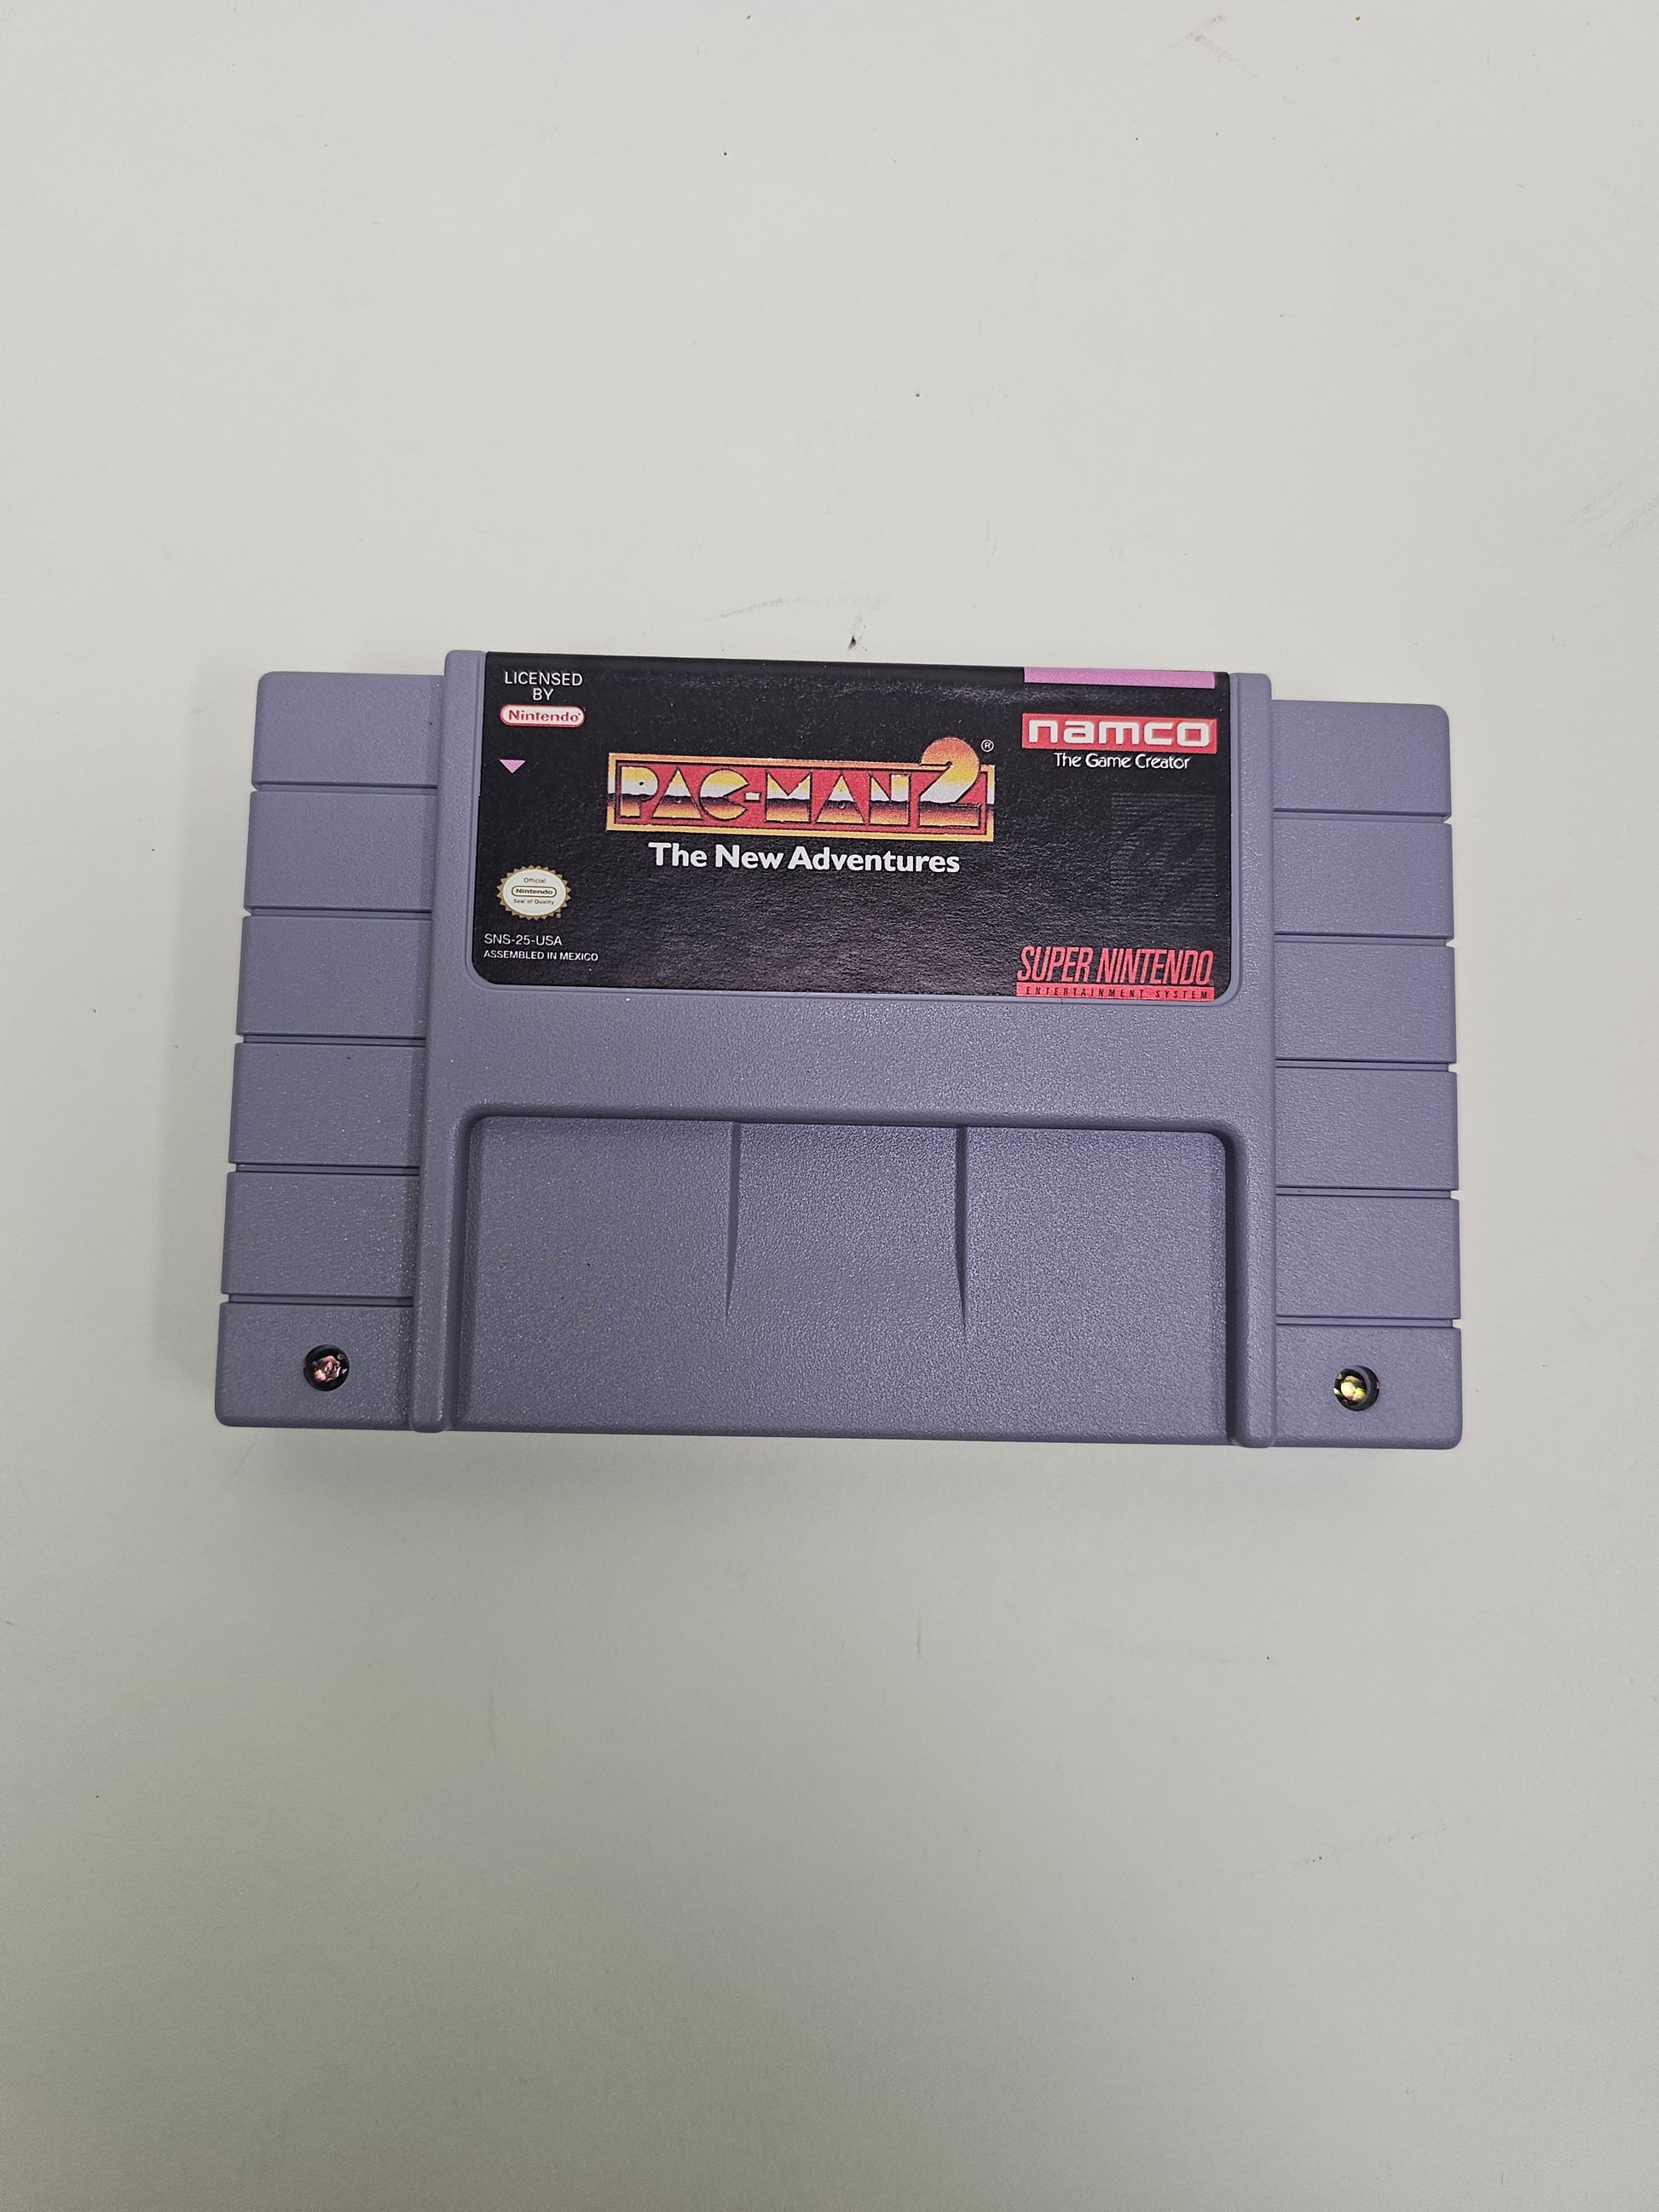 LICENSED
BY
Nintendo®
namco
The Game Creator
PAC-MAN 2 ®
The New Adventures
Official
Nintendo
Seal of Quality
SNS-25-USA
ASSEMBLED IN MEXICO
SUPER NINTENDO
ENTERTAINMENT SYSTEM